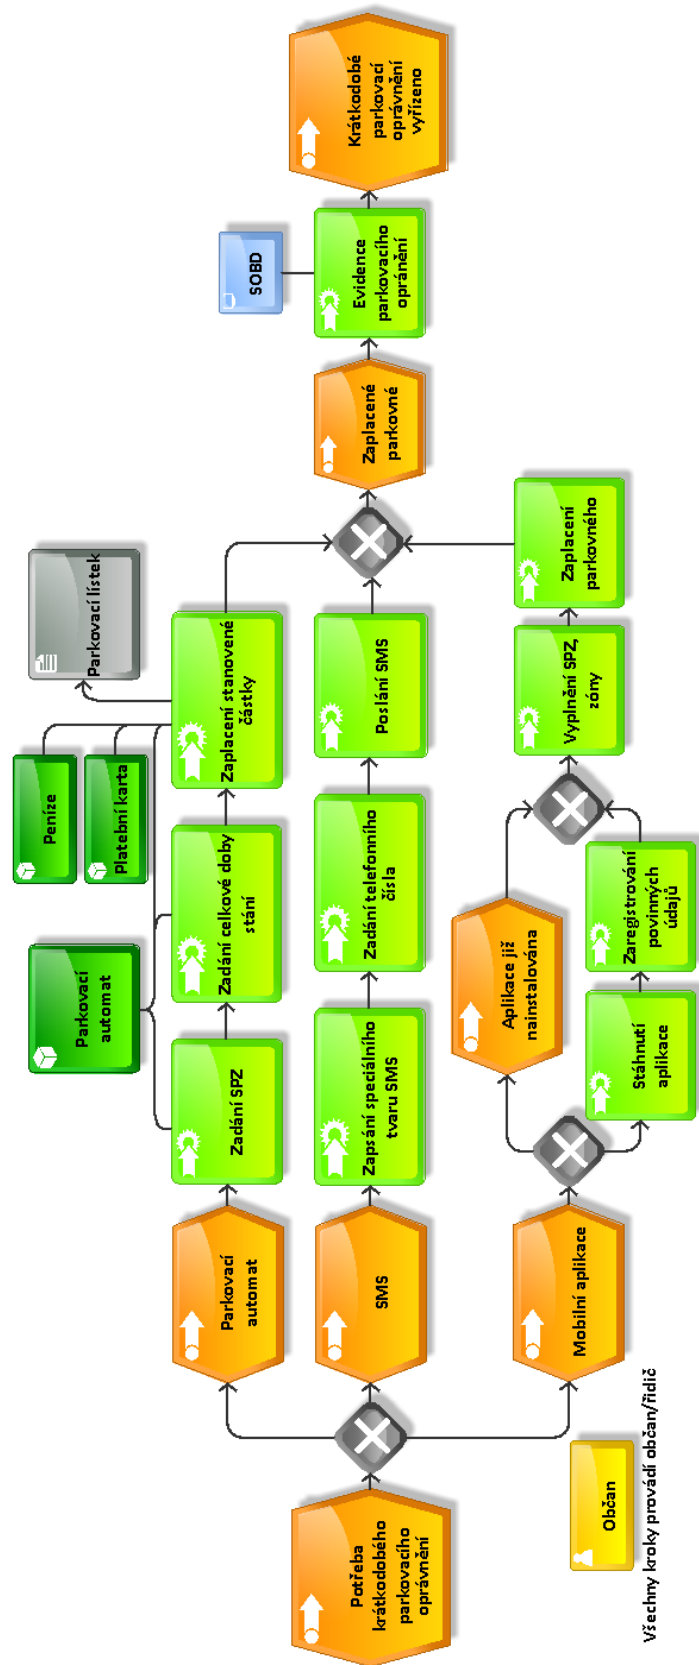 Potřeba
krátkodobého
parkovacího
oprávnění
Parkovací
automat
Zadání SPZ
Zadání celkové doby
stání
Zaplacení stanovené
částky
Parkovací
automat
Peníze
Platební karta
Parkovací lístek
SMS
Zapsání speciálního
tvaru SMS
Zadání telefonního
čísla
Poslání SMS
Mobilní aplikace
Aplikace již
nainstalována
Stáhnutí
aplikace
Zaregistrování
povinných
údajů
Vyplnění SPZ,
zóny
Zaplacení
parkovného
Zaplacené
parkovné
Evidence
parkovacího
opránění
SOBD
Krátkodobé
parkovací
oprávnění
vyřízeno
Občan
Všechny kroky provádí občan/řidič